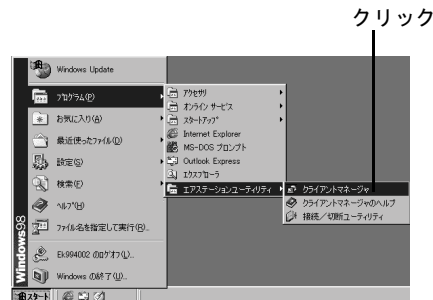 クリック
Windows Update
プログラム(P)
お気に入り(A)
最近使ったファイル(D)
設定(S)
検索(F)
ヘルプ(H)
ファイル名を指定して実行(R)...
Ek994002 のログオフ(L)...
Windows の終了(U)...
Windows98
スタート
アクセサリ
オンライン サービス
スタートアップ
Internet Explorer
MS-DOS プロンプト
Outlook Express
エクスプローラ
エアステーションユーティリティ
クライアントマネージャ
クライアントマネージャのヘルプ
接続/切断ユーティリティ